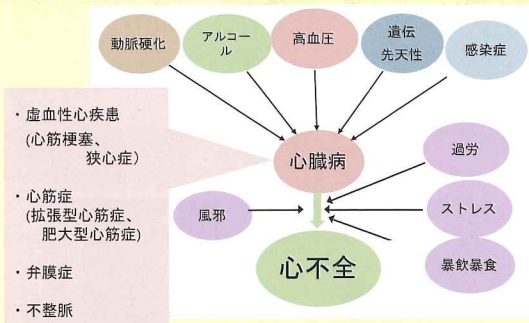 動脈硬化
アルコー
ル
高血圧
遺伝
先天性
感染症
・虚血性心疾患
(心筋梗塞、
狭心症)
・心筋症
(拡張型心筋症、
肥大型心筋症)
・弁膜症
・不整脈
心臓病
過労
風邪
ストレス
心不全
暴飲暴食